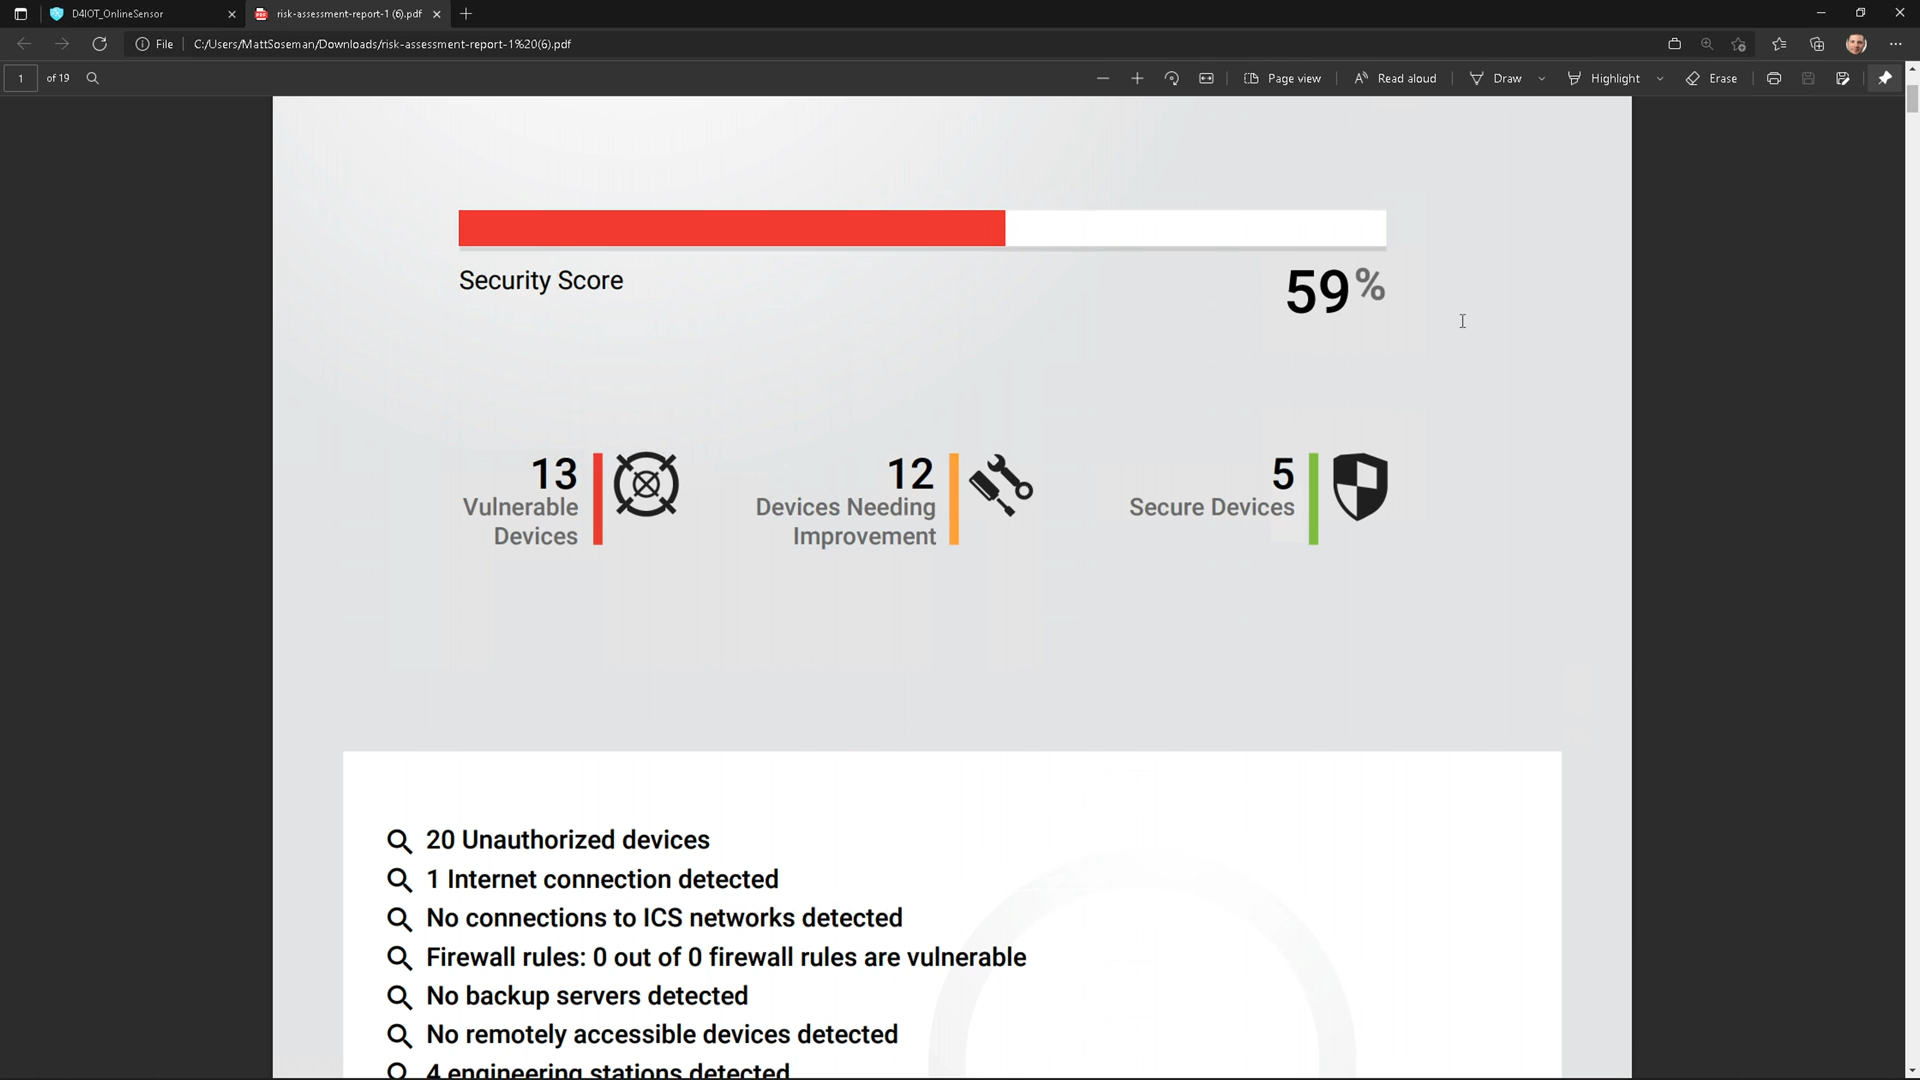 D4IOT_OnlineSensor
risk-assessment-report-1 (6).pdf
File
C:/Users/MattSoseman/Downloads/risk-assessment-report-1%20(6).pdf
1
of 19
Page view
Read aloud
Draw
Highlight
Erase
Security Score
59%
13
Vulnerable
Devices
12
Devices Needing
Improvement
5
Secure Devices
20 Unauthorized devices
1 Internet connection detected
No connections to ICS networks detected
Firewall rules: 0 out of 0 firewall rules are vulnerable
No backup servers detected
No remotely accessible devices detected
4 engineering stations detected